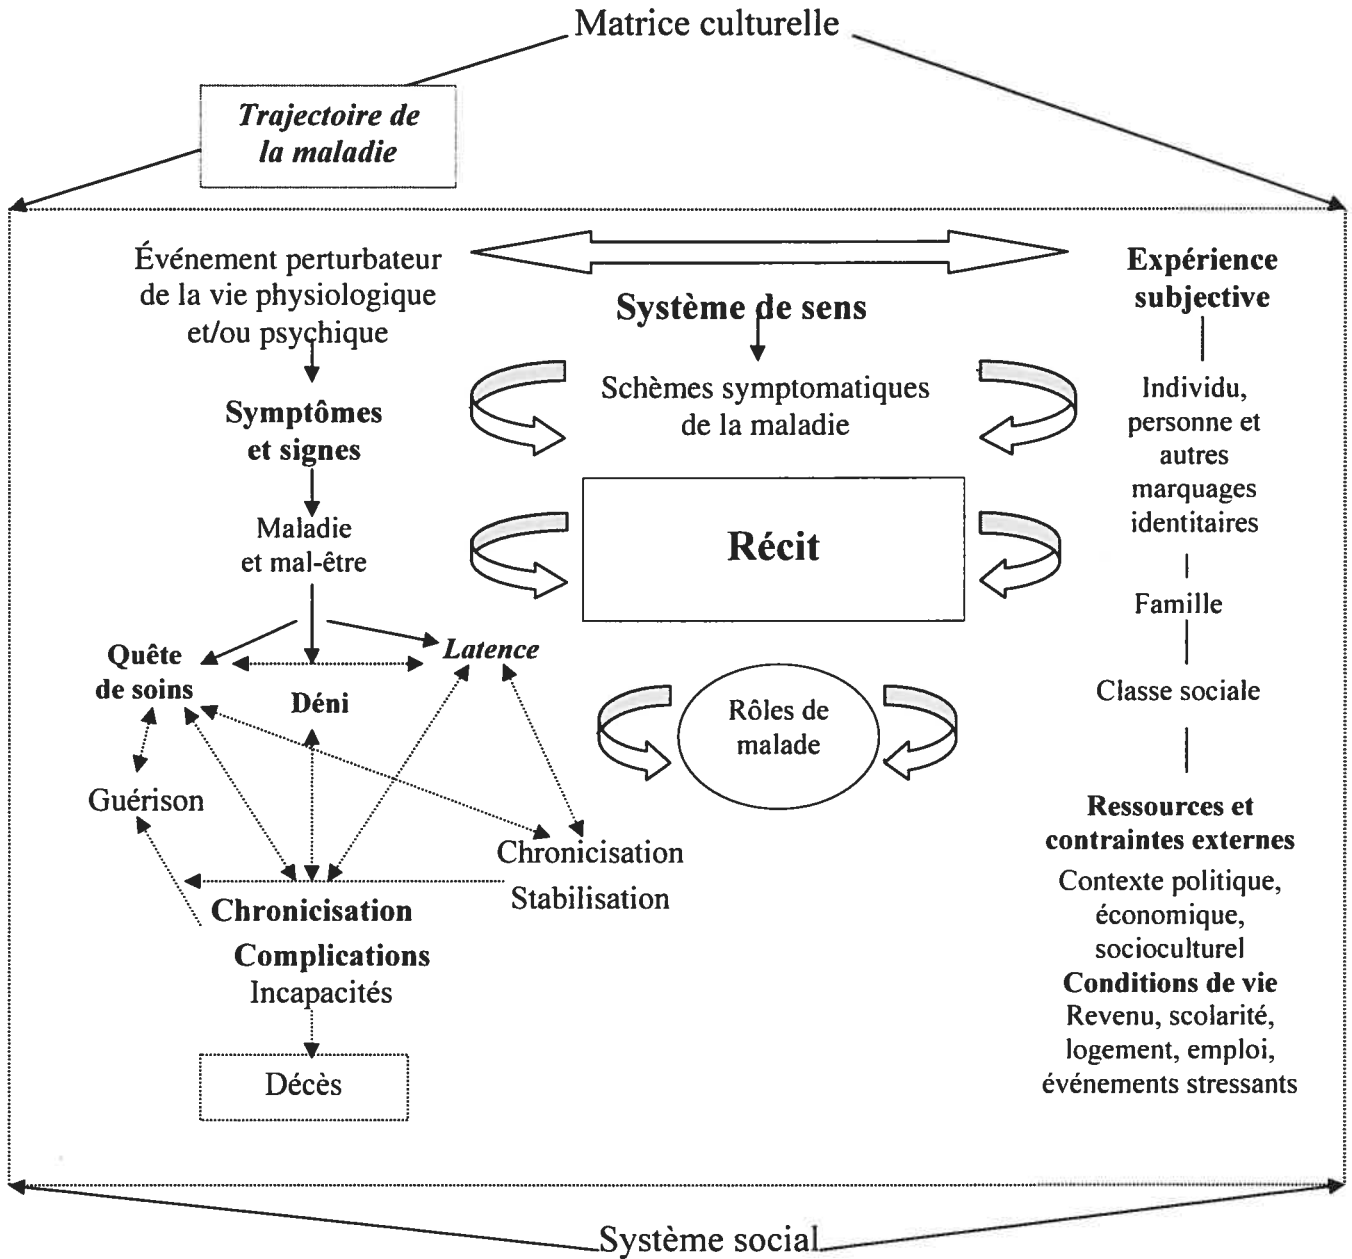 Matrice culturelle
Trajectoire de
la maladie
Événement perturbateur
de la vie physiologique
et/ou psychique
Symptômes
et signes
Maladie
et mal-être
Quête
de soins
Latence
Déni
Guérison
Chronicisation
Stabilisation
Chronicisation
Complications
Incapacités
Décès
Système de sens
Schèmes symptomatiques
de la maladie
Récit
Rôles de
malade
Expérience
subjective
Individu,
personne et
autres
marquages
identitaires
Famille
Classe sociale
Ressources et
contraintes externes
Contexte politique,
économique,
socioculturel
Conditions de vie
Revenu, scolarité,
logement, emploi,
événements stressants
Système social